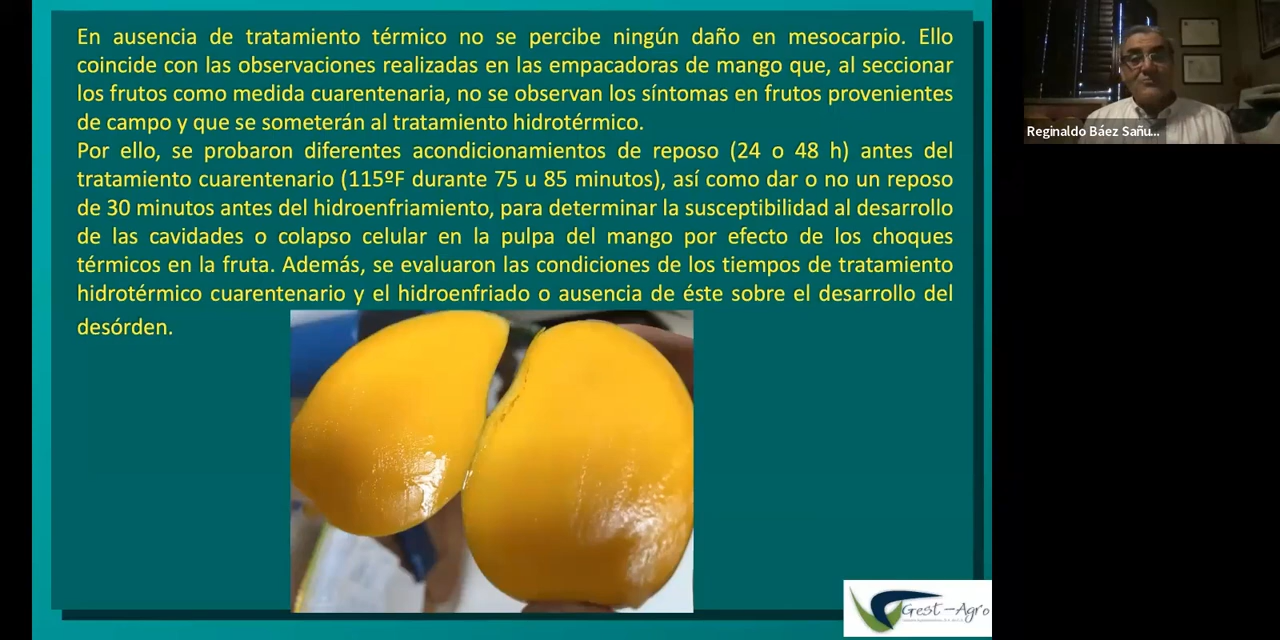 En ausencia de tratamiento térmico no se percibe ningún daño en mesocarpio. Ello
coincide con las observaciones realizadas en las empacadoras de mango que, al seccionar
los frutos como medida cuarentenaria, no se observan los síntomas en frutos provenientes
de campo y que se someterán al tratamiento hidrotérmico.
Por ello, se probaron diferentes acondicionamientos de reposo (24 o 48 h) antes del
tratamiento cuarentenario (115ºF durante 75 u 85 minutos), así como dar o no un reposo
de 30 minutos antes del hidroenfriamiento, para determinar la susceptibilidad al desarrollo
de las cavidades o colapso celular en la pulpa del mango por efecto de los choques
térmicos en la fruta. Además, se evaluaron las condiciones de los tiempos de tratamiento
hidrotérmico cuarentenario y el hidroenfriado o ausencia de éste sobre el desarrollo del
desórden.
Reginaldo Báez Sañu...
Grest-Agro